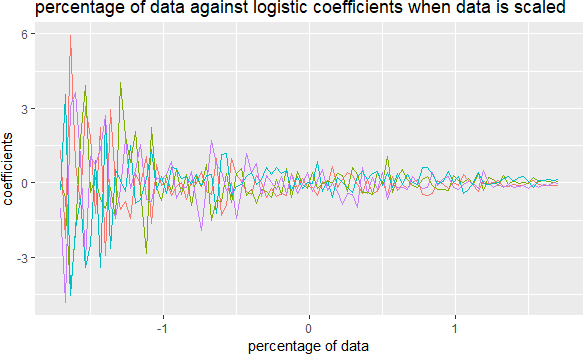 percentage of data against logistic coefficients when data is scaled
6
3
0
-3
coefficients
-1
0
1
percentage of data